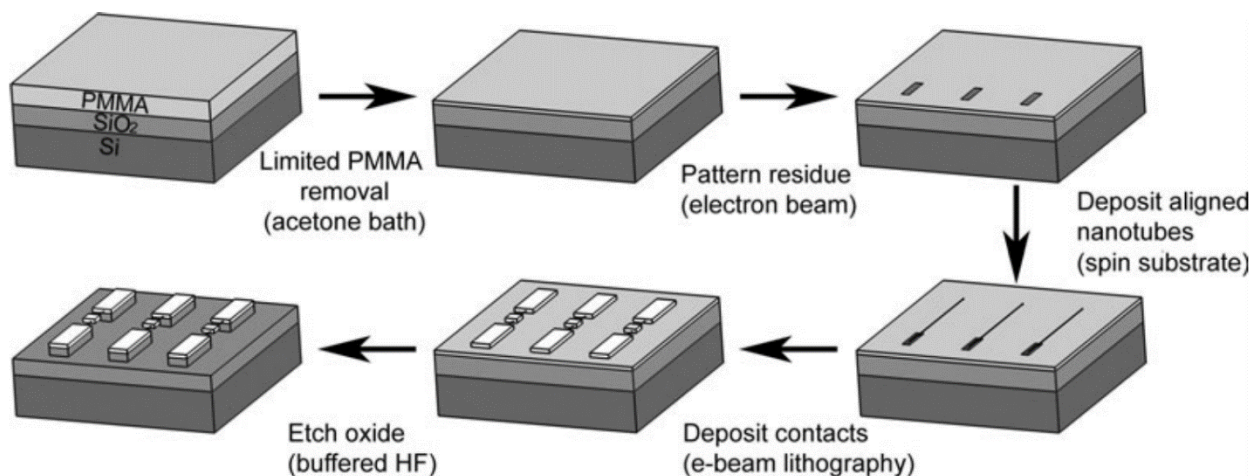 PMMA
SiO₂
Si
Limited PMMA
removal
(acetone bath)
Pattern residue
(electron beam)
Deposit aligned
nanotubes
(spin substrate)
Deposit contacts
(e-beam lithography)
Etch oxide
(buffered HF)